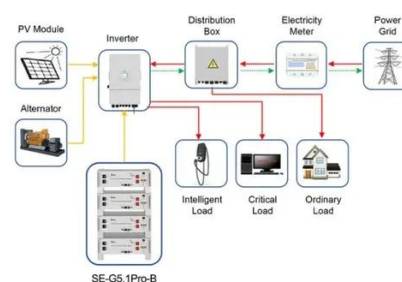 PV Module
Inverter
Distribution
Box
Electricity
Meter
Power
Grid
Alternator
Intelligent
Load
Critical
Load
Ordinary
Load
SE-G5.1Pro-B